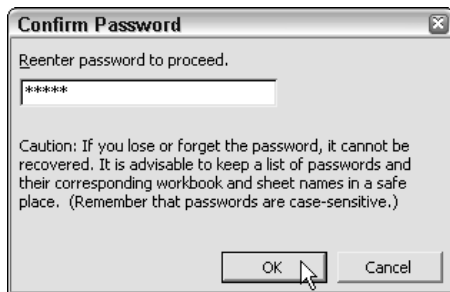 Confirm Password
Reenter password to proceed.
*****
Caution: If you lose or forget the password, it cannot be
recovered. It is advisable to keep a list of passwords and
their corresponding workbook and sheet names in a safe
place.  (Remember that passwords are case-sensitive.)
OK Cancel